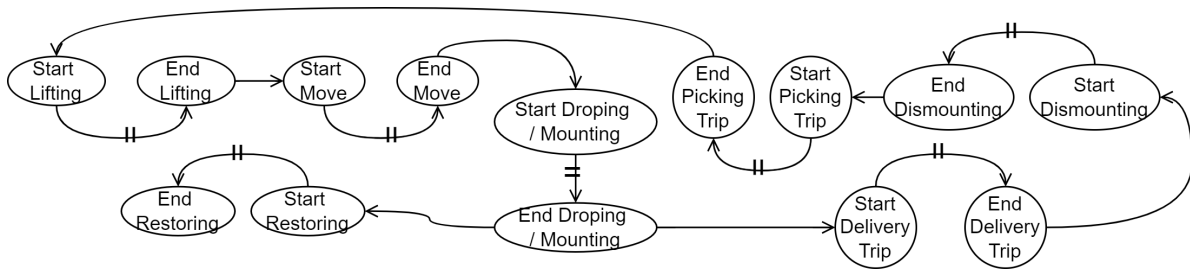 Start
Lifting
End
Lifting
Start
Move
End
Move
Start Droping
/ Mounting
End
Picking
Trip
Start
Picking
Trip
End
Dismounting
Start
Dismounting
End
Restoring
Start
Restoring
End Droping
/ Mounting
Start
Delivery
Trip
End
Delivery
Trip